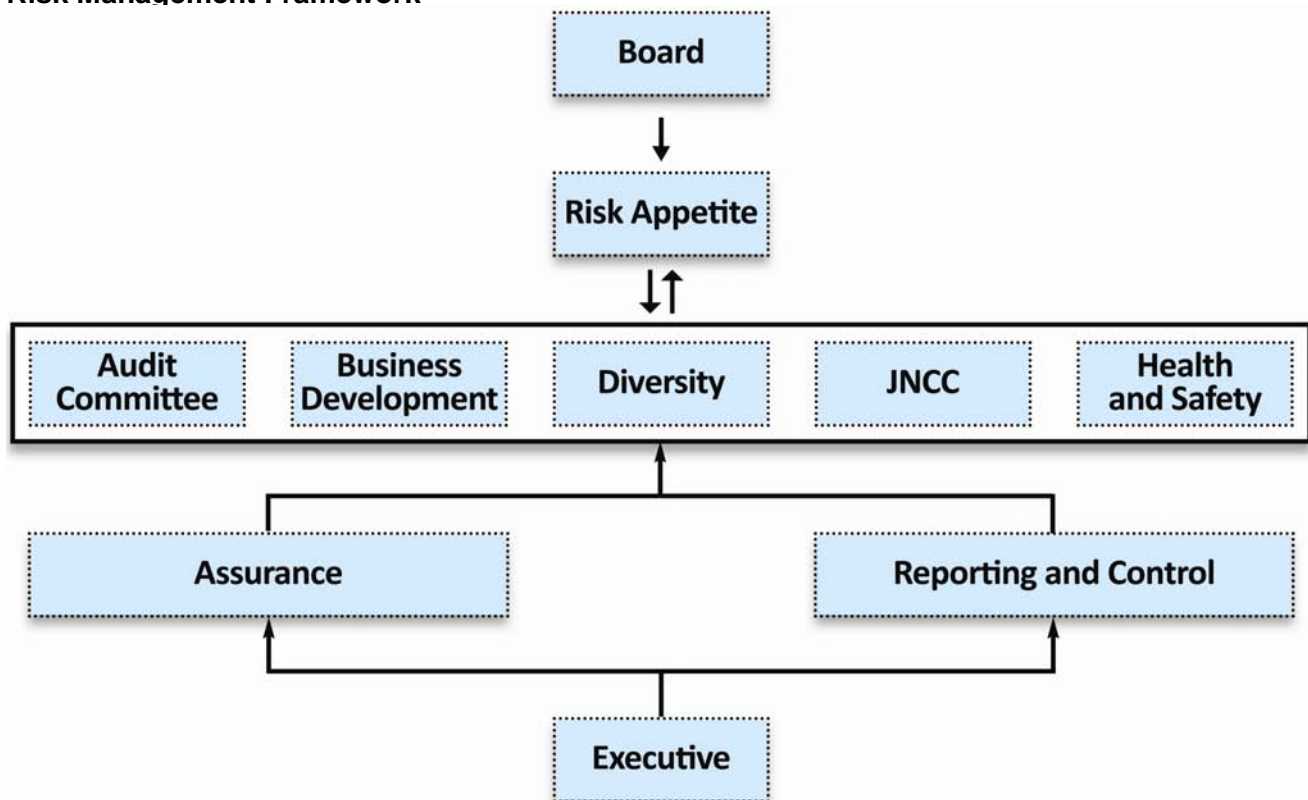 Risk Management Framework
Board
Risk Appetite
Audit
Committee
Business
Development
Diversity
JNCC
Health
and Safety
Assurance
Reporting and Control
Executive